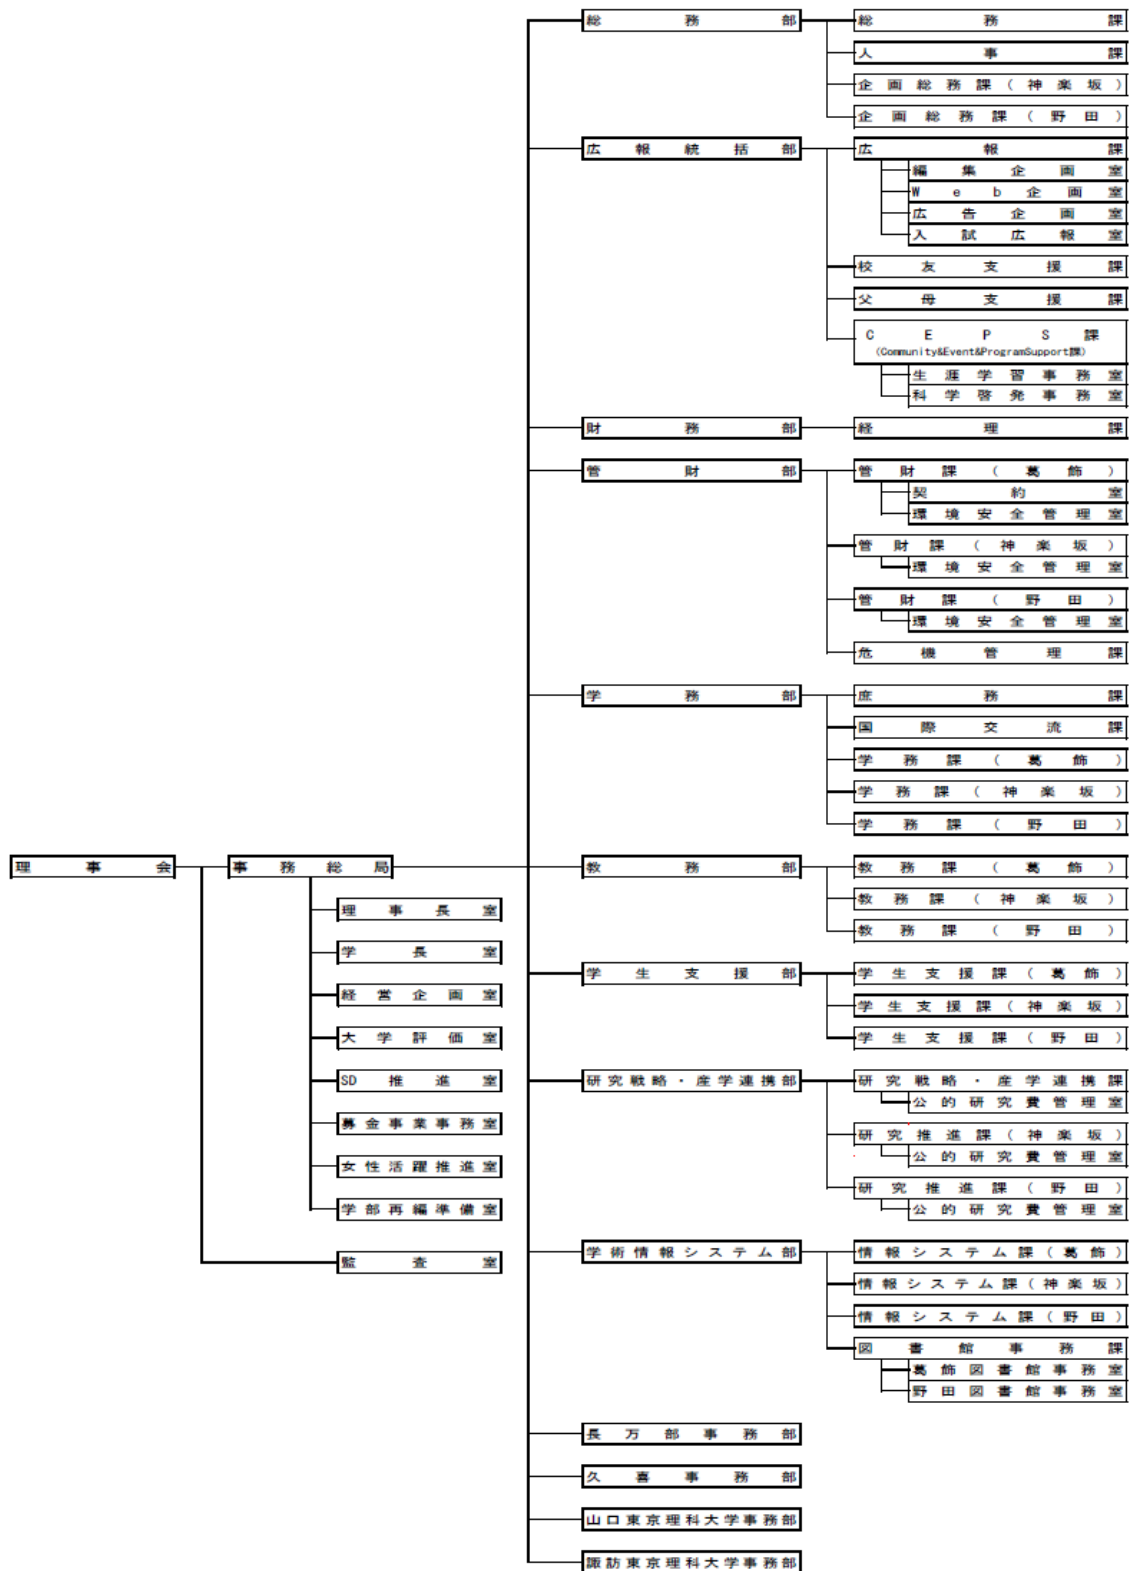 総務部
総務課
人事課
企画総務課(神楽坂)
企画総務課(野田)
広報統括部
広報課
編集企画室
Web企画室
広告企画室
入試広報室
校友支援課
父母支援課
CEPS課
(Community&Event&ProgramSupport課)
生涯学習事務室
科学啓発事務室
財務部
経理課
管財部
管財課(葛飾)
契約室
環境安全管理室
管財課(神楽坂)
環境安全管理室
管財課(野田)
環境安全管理室
危機管理課
学務部
庶務課
国際交流課
学務課(葛飾)
学務課(神楽坂)
学務課(野田)
理事会
事務総局
理事長室
学長室
経営企画室
大学評価室
SD推進室
募金事業事務室
女性活躍推進室
学部再編準備室
監査室
教務部
教務課(葛飾)
教務課(神楽坂)
教務課(野田)
学生支援部
学生支援課(葛飾)
学生支援課(神楽坂)
学生支援課(野田)
研究戦略・産学連携部
研究戦略・産学連携課
公的研究費管理室
研究推進課(神楽坂)
公的研究費管理室
研究推進課(野田)
公的研究費管理室
学術情報システム部
情報システム課(葛飾)
情報システム課(神楽坂)
情報システム課(野田)
図書館事務課
葛飾図書館事務室
野田図書館事務室
長万部事務部
久喜事務部
山口東京理科大学事務部
諏訪東京理科大学事務部